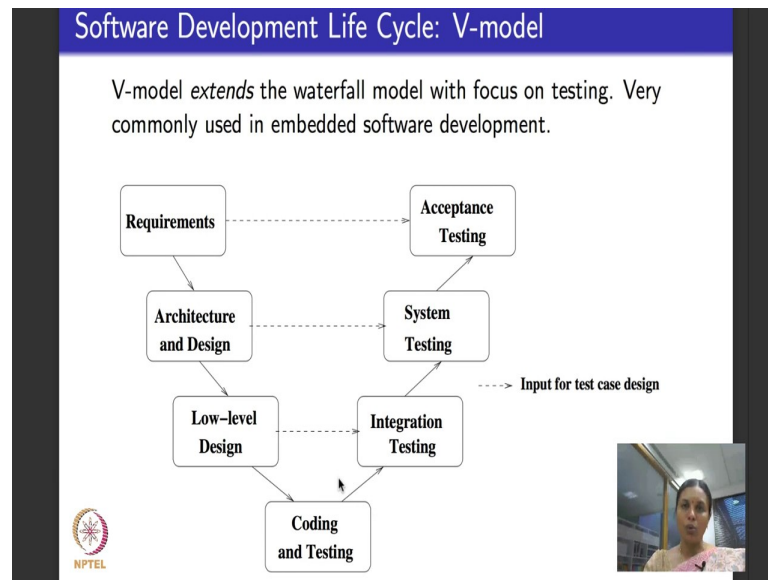 Software Development Life Cycle: V-model
V-model extends the waterfall model with focus on testing. Very
commonly used in embedded software development.
Requirements
Acceptance
Testing
Architecture
and Design
System
Testing
Input for test case design
Low-level
Design
Integration
Testing
Coding
and Testing
NPTEL